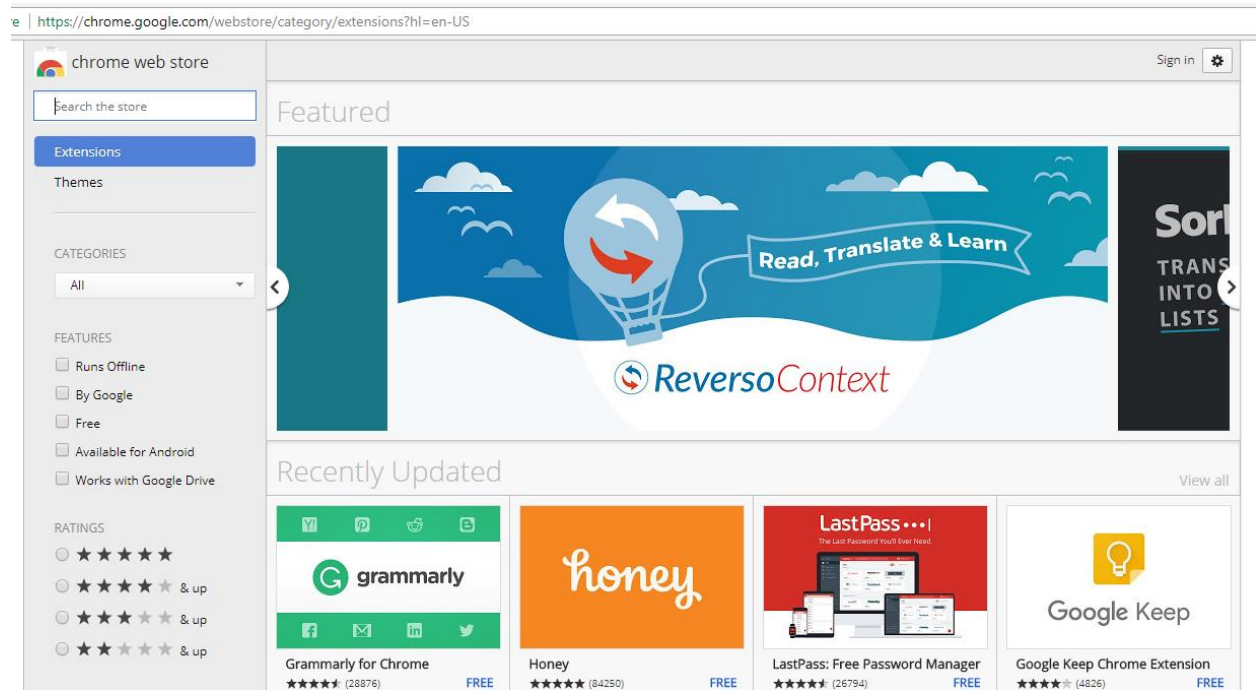 https://chrome.google.com/webstore/category/extensions?hl=en-US
chrome web store
Sign in
Search the store
Extensions
Themes
CATEGORIES
All
FEATURES
Runs Offline
By Google
Free
Available for Android
Works with Google Drive
RATINGS
& up
& up
& up
Featured
Read, Translate & Learn
ReversoContext
TRANS
INTO
LISTS
Recently Updated
View all
G grammarly
Grammarly for Chrome
(28876)
FREE
honey
Honey
(84250)
FREE
LastPass
The Last Password You'll Ever Need.
LastPass: Free Password Manager
(26794)
FREE
Google Keep
Google Keep Chrome Extension
(4826)
FREE